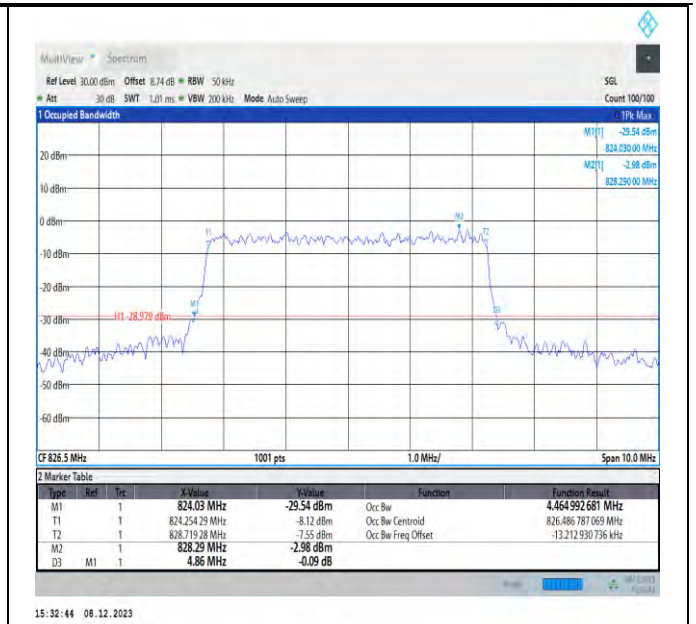 MultiView Spectrum
Ref Level 30.00 dBm Offset 8.74 dB RBW 50 kHz SGL
Att 30 dB SWT 1.01 ms VBW 200 kHz Mode Auto Sweep Count 100/100
1 Occupied Bandwidth 1Pk Max
M1[1] -29.54 dBm
824.030 00 MHz
20 dBm
M2[1] -2.98 dBm
828.290 00 MHz
10 dBm
0 dBm
M2
T1 T2
-10 dBm
-20 dBm
M1 D3
H1 -28.979 dBm
-30 dBm
-40 dBm
-50 dBm
-60 dBm
CF 826.5 MHz 1001 pts 1.0 MHz/ Span 10.0 MHz
2 Marker Table
Type Ref Trc X-Value Y-Value Function Function Result
M1 1 824.03 MHz -29.54 dBm Occ Bw 4.464 992 681 MHz
T1 1 824.254 29 MHz -8.12 dBm Occ Bw Centroid 826.486 787 069 MHz
T2 1 828.719 28 MHz -7.55 dBm Occ Bw Freq Offset -13.212 930 736 kHz
M2 1 828.29 MHz -2.98 dBm
D3 M1 1 4.86 MHz -0.09 dB
15:32:44 08.12.2023